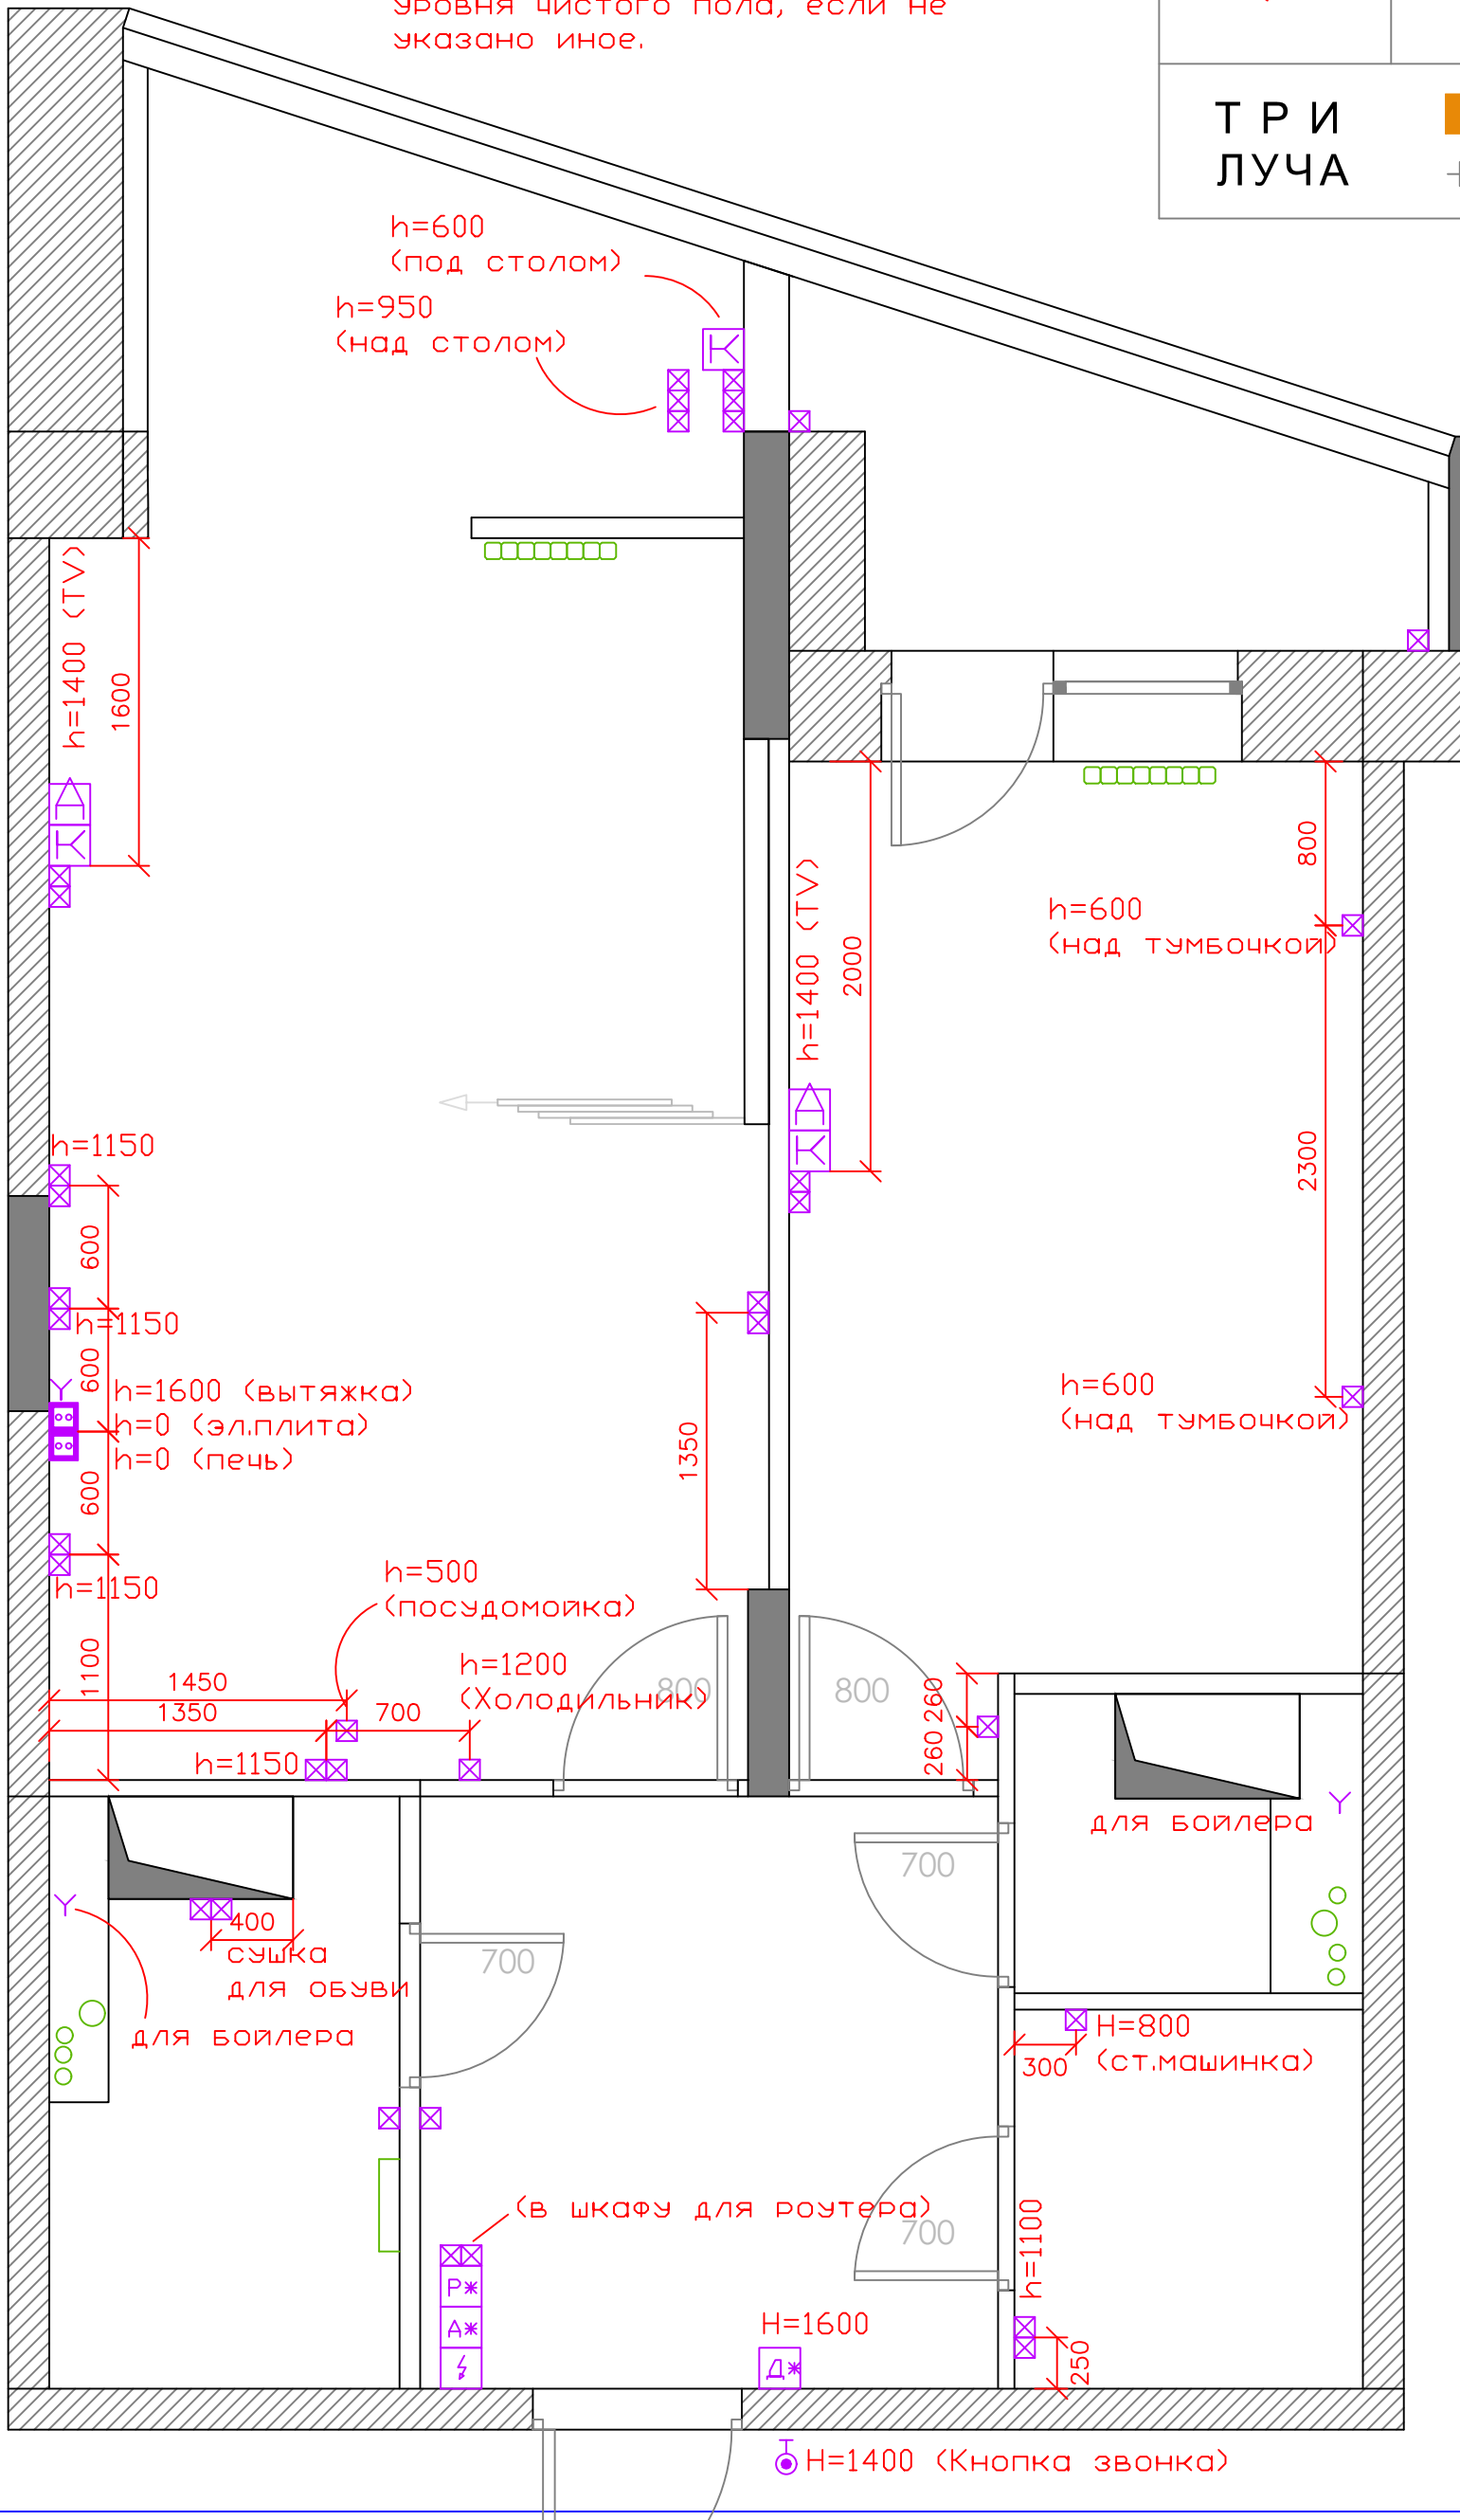 уровня чистого пола, если не
указано иное.
ТРИ
ЛУЧА
h=600
(под столом)
h=950
(над столом)
h=1400 (TV)
1600
800
h=600
(над тумбочкой)
h=1400 (TV)
2000
2300
h=1150
600
h=1150
600
h=1600 (вытяжка)
h=0 (эл.плита)
h=0 (печь)
600
h=1150
1350
h=600
(над тумбочкой)
h=500
(посудомойка)
1100
1450
1350
700
h=1200
(Холодильник)
800
800
260
260
h=1150
для бойлера
700
400
сушка
для обуви
для бойлера
700
H=800
(ст.машинка)
300
(в шкафу для роутера)
700
h=1100
Р*
А*
H=1600
Д*
250
H=1400 (Кнопка звонка)